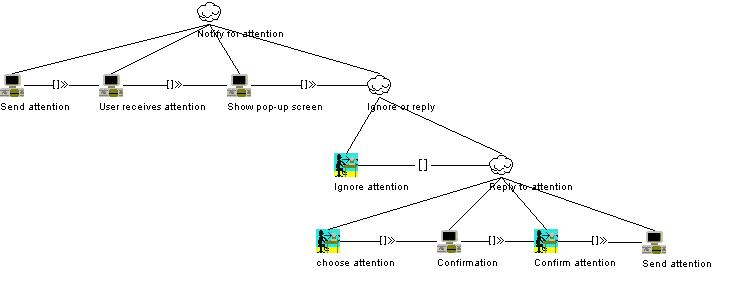 Notify for attention
[]»
[]»
[]»
Send attention
User receives attention
Show pop-up screen
Ignore or reply
[]
Ignore attention
Reply to attention
[]»
[]»
[]»
choose attention
Confirmation
Confirm attention
Send attention